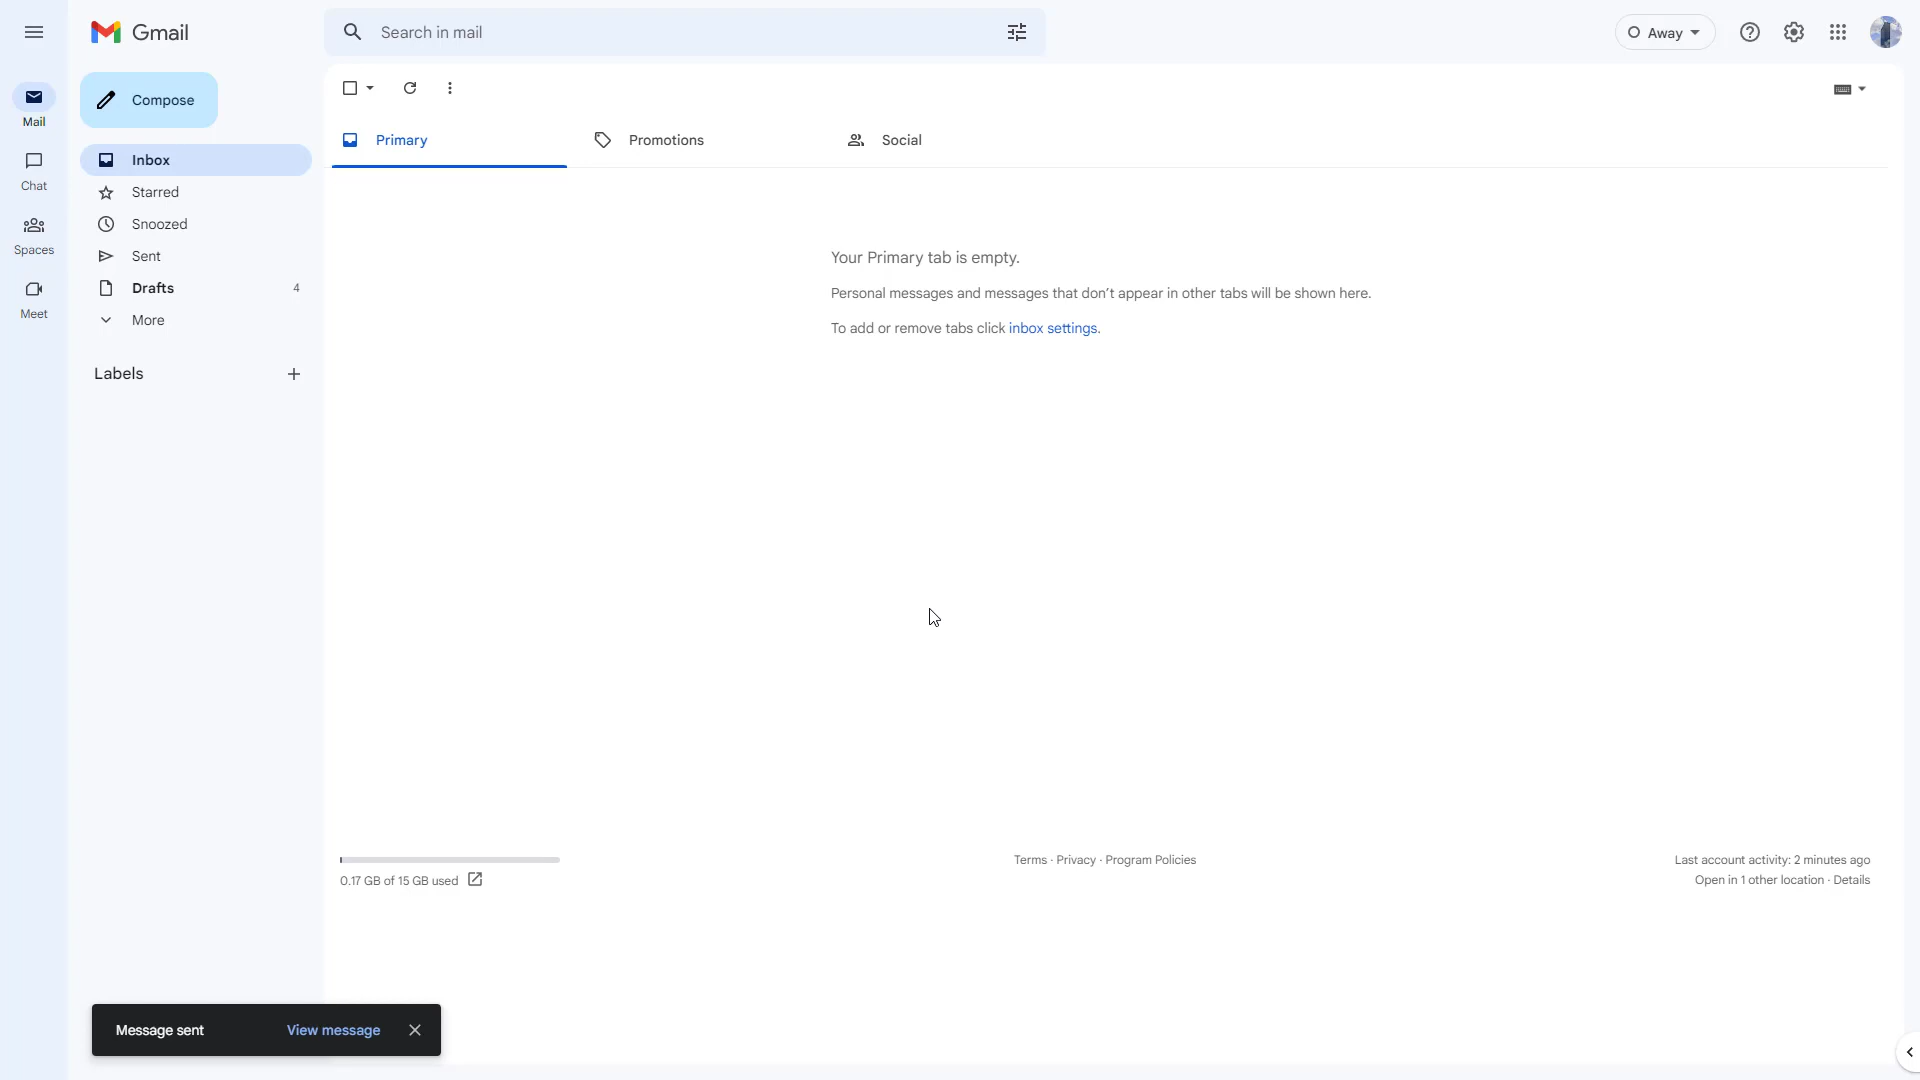 Gmail
Search in mail
Away
Mail
Chat
Spaces
Meet
Compose
Inbox
Starred
Snoozed
Sent
Drafts 4
More
Labels
Primary
Promotions
Social
Your Primary tab is empty.
Personal messages and messages that don’t appear in other tabs will be shown here.
To add or remove tabs click inbox settings.
0.17 GB of 15 GB used
Terms · Privacy · Program Policies
Last account activity: 2 minutes ago
Open in 1 other location · Details
Message sent View message